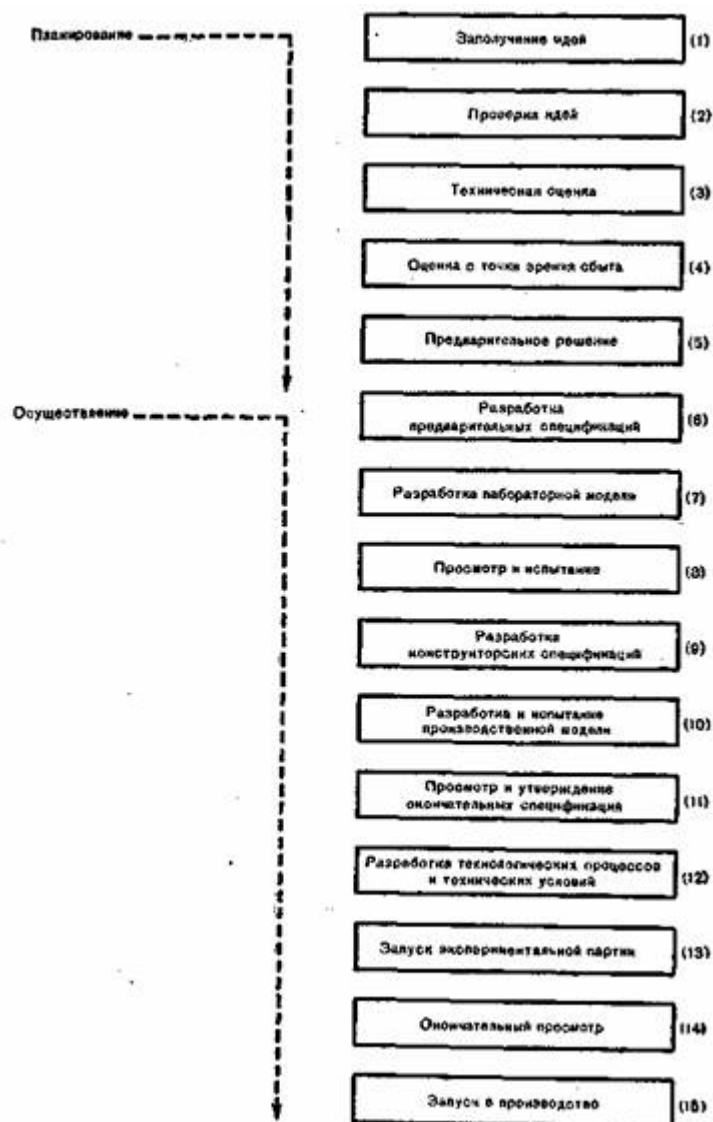 Планирование
Заполучение идей (1)
Проверка идей (2)
Техническая оценка (3)
Оценка с точки зрения сбыта (4)
Предварительное решение (5)
Осуществление
Разработка
предварительных спецификаций (6)
Разработка лабораторной модели (7)
Просмотр и испытание (8)
Разработка
конструкторских спецификаций (9)
Разработка и испытание
производственной модели (10)
Просмотр и утверждение
окончательных спецификаций (11)
Разработка технологических процессов
и технических условий (12)
Запуск экспериментальной партии (13)
Окончательный просмотр (14)
Запуск в производство (15)